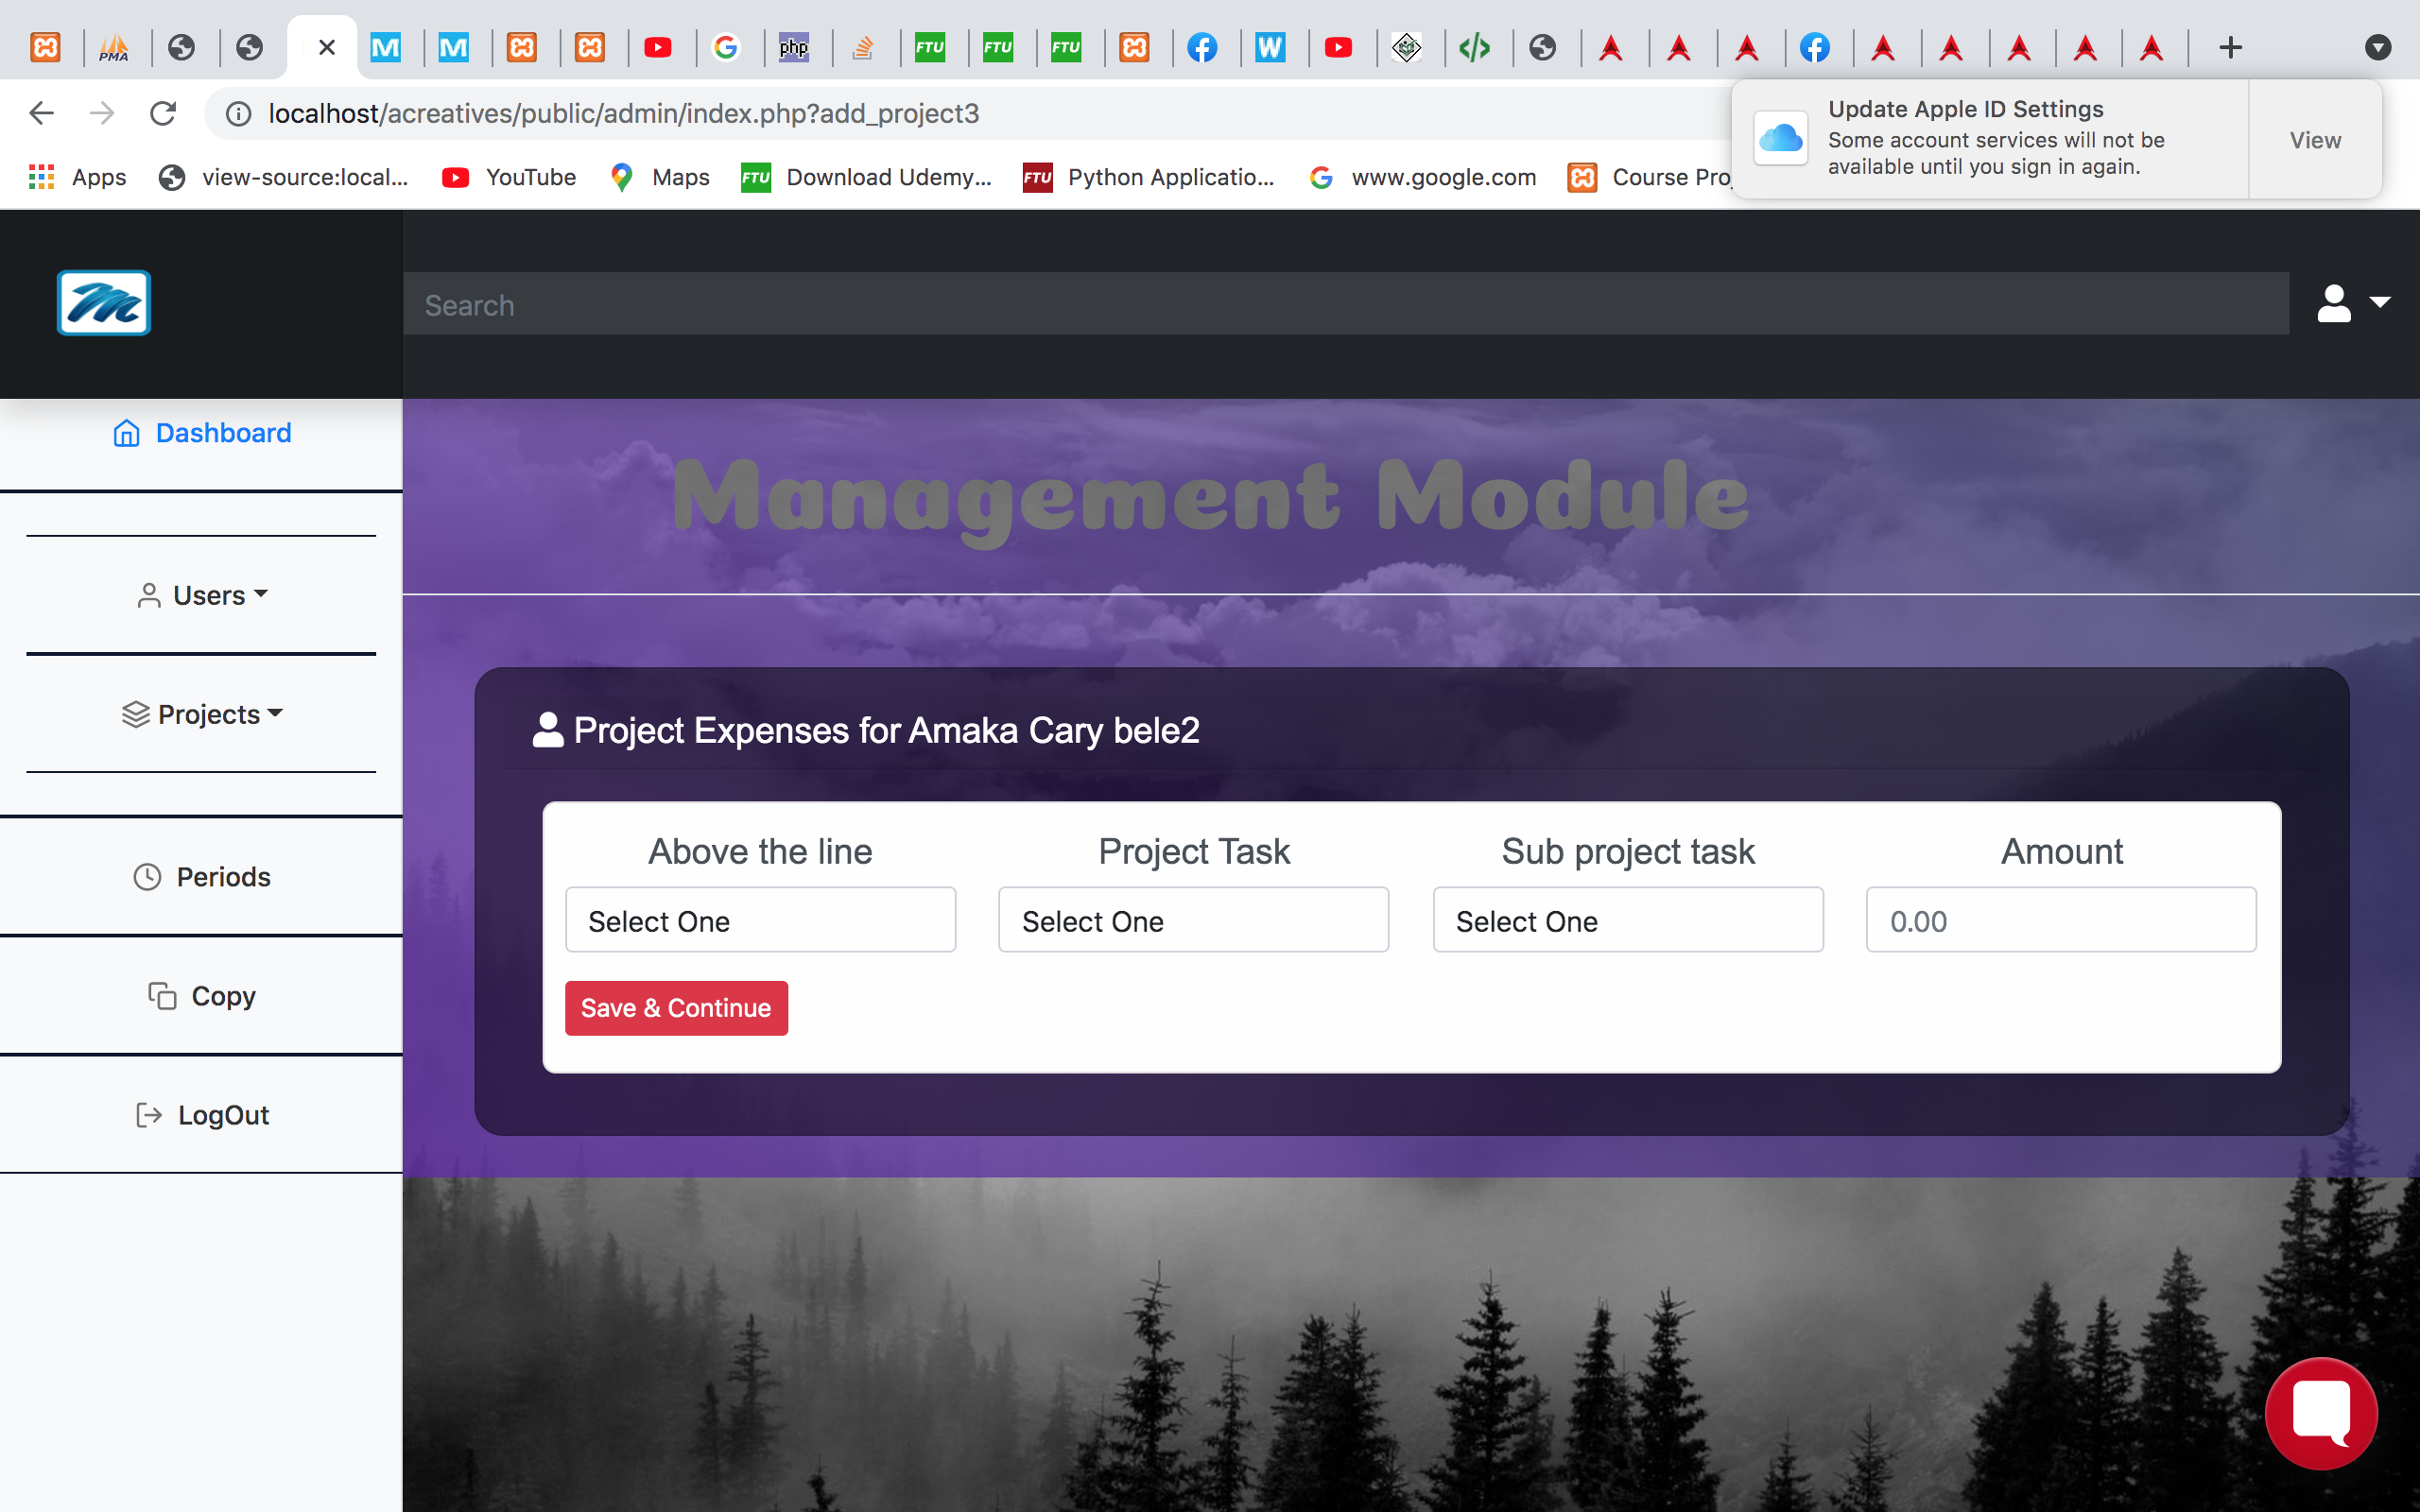 PMA
php
FTU
FTU
FTU
W
localhost/acreatives/public/admin/index.php?add_project3
Update Apple ID Settings
Some account services will not be
available until you sign in again.
View
Apps
view-source:local...
YouTube
Maps
FTU
Download Udemy...
FTU
Python Applicatio...
www.google.com
Course Pro
Search
Dashboard
Management Module
Users
Projects
Project Expenses for Amaka Cary bele2
Above the line
Project Task
Sub project task
Amount
Select One
Select One
Select One
0.00
Save & Continue
Periods
Copy
LogOut